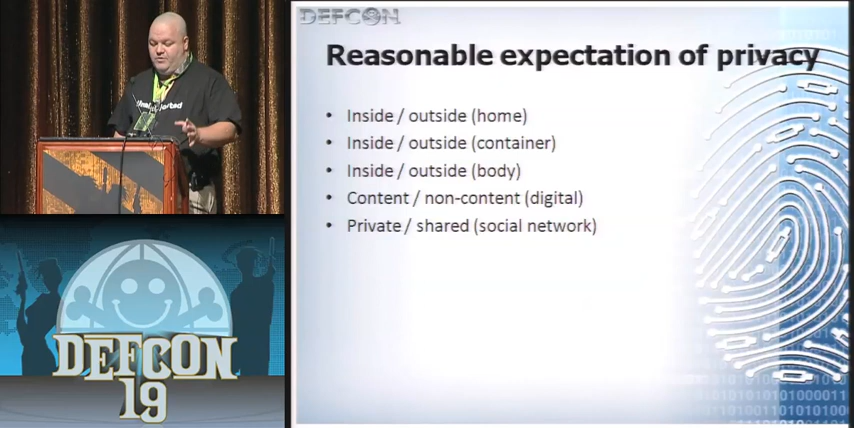 DEFCON
Reasonable expectation of privacy
• Inside / outside (home)
• Inside / outside (container)
• Inside / outside (body)
• Content / non-content (digital)
• Private / shared (social network)
DEFCON
19